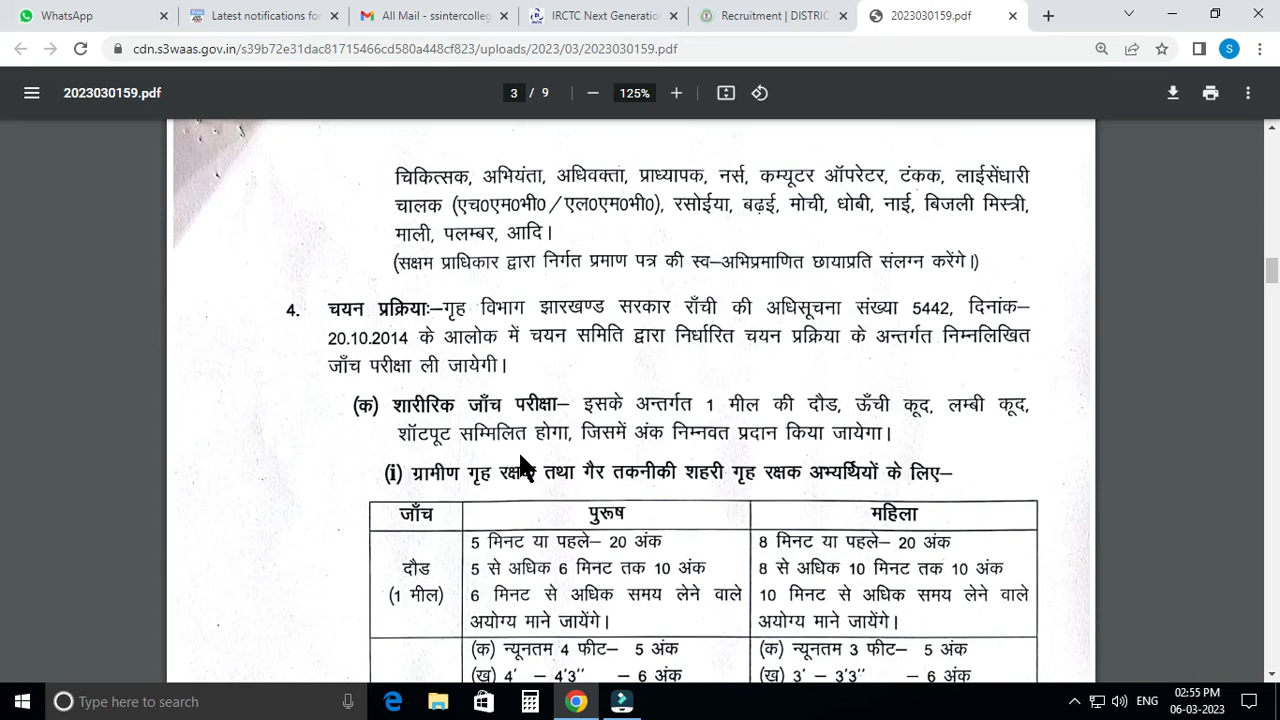 WhatsApp
Latest notifications for
All Mail - ssintercolleg
IRCTC Next Generation
Recruitment | DISTRIC
2023030159.pdf
cdn.s3waas.gov.in/s39b72e31dac81715466cd580a448cf823/uploads/2023/03/2023030159.pdf
S
2023030159.pdf
3 / 9
125%
चिकित्सक, अभियंता, अधिवक्ता, प्राध्यापक, नर्स, कम्यूटर ऑपरेटर, टंकक, लाईसेंधारी
चालक (एच0एम0भी0/एल0एम0भी0), रसोईया, बढ़ई, मोची, धोबी, नाई, बिजली मिस्त्री,
माली, पलम्बर, आदि।
(सक्षम प्राधिकार द्वारा निर्गत प्रमाण पत्र की स्व–अभिप्रमाणित छायाप्रति संलग्न करेंगे।)
4. चयन प्रक्रियाः–गृह विभाग झारखण्ड सरकार राँची की अधिसूचना संख्या 5442, दिनांक–
20.10.2014 के आलोक में चयन समिति द्वारा निर्धारित चयन प्रक्रिया के अन्तर्गत निम्नलिखित
जाँच परीक्षा ली जायेगी।
(क) शारीरिक जाँच परीक्षा– इसके अन्तर्गत 1 मील की दौड, ऊँची कूद, लम्बी कूद,
शॉटपूट सम्मिलित होगा, जिसमें अंक निम्नवत प्रदान किया जायेगा।
(i) ग्रामीण गृह रक्षक तथा गैर तकनीकी शहरी गृह रक्षक अभ्यर्थियों के लिए–
जाँच पुरूष महिला
दौड
(1 मील)
5 मिनट या पहले– 20 अंक
5 से अधिक 6 मिनट तक 10 अंक
6 मिनट से अधिक समय लेने वाले
अयोग्य माने जायेंगे।
8 मिनट या पहले– 20 अंक
8 से अधिक 10 मिनट तक 10 अंक
10 मिनट से अधिक समय लेने वाले
अयोग्य माने जायेंगे।
(क) न्यूनतम 4 फीट– 5 अंक
(ख) 4' – 4'3'' – 6 अंक
(क) न्यूनतम 3 फीट– 5 अंक
(ख) 3' – 3'3'' – 6 अंक
Type here to search
ENG
02:55 PM
06-03-2023